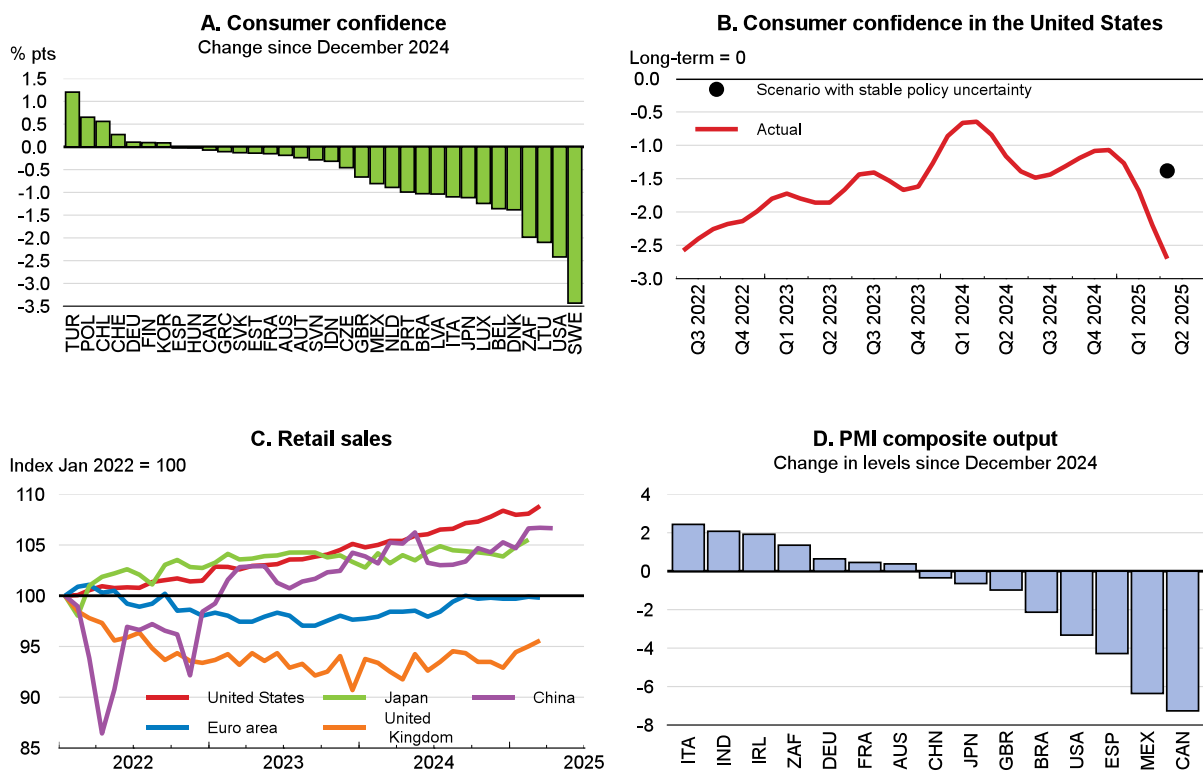 A. Consumer confidence
Change since December 2024
% pts
1.5
1.0
0.5
0.0
-0.5
-1.0
-1.5
-2.0
-2.5
-3.0
-3.5
TUR
POL
CHL
CHE
DEU
FIN
KOR
ESP
HUN
CAN
GRC
SVK
EST
FRA
AUS
AUT
SYN
IDN
CZE
GBR
MEX
NLD
PRT
BRA
LVA
ITA
JPN
LUX
BEL
DNK
ZAF
LTU
USA
SWE
B. Consumer confidence in the United States
Long-term = 0
0.0
-0.5
-1.0
-1.5
-2.0
-2.5
-3.0
Scenario with stable policy uncertainty
Actual
Q3 2022
Q4 2022
Q1 2023
Q2 2023
Q3 2023
Q4 2023
Q1 2024
Q2 2024
Q3 2024
Q4 2024
Q1 2025
Q2 2025
C. Retail sales
Index Jan 2022 = 100
110
105
100
95
90
85
United States
Japan
China
Euro area
United
Kingdom
2022
2023
2024
2025
D. PMI composite output
Change in levels since December 2024
4
2
0
-2
-4
-6
-8
ITA
IND
IRL
ZAF
DEU
FRA
AUS
CHN
JPN
GBR
BRA
USA
ESP
MEX
CAN